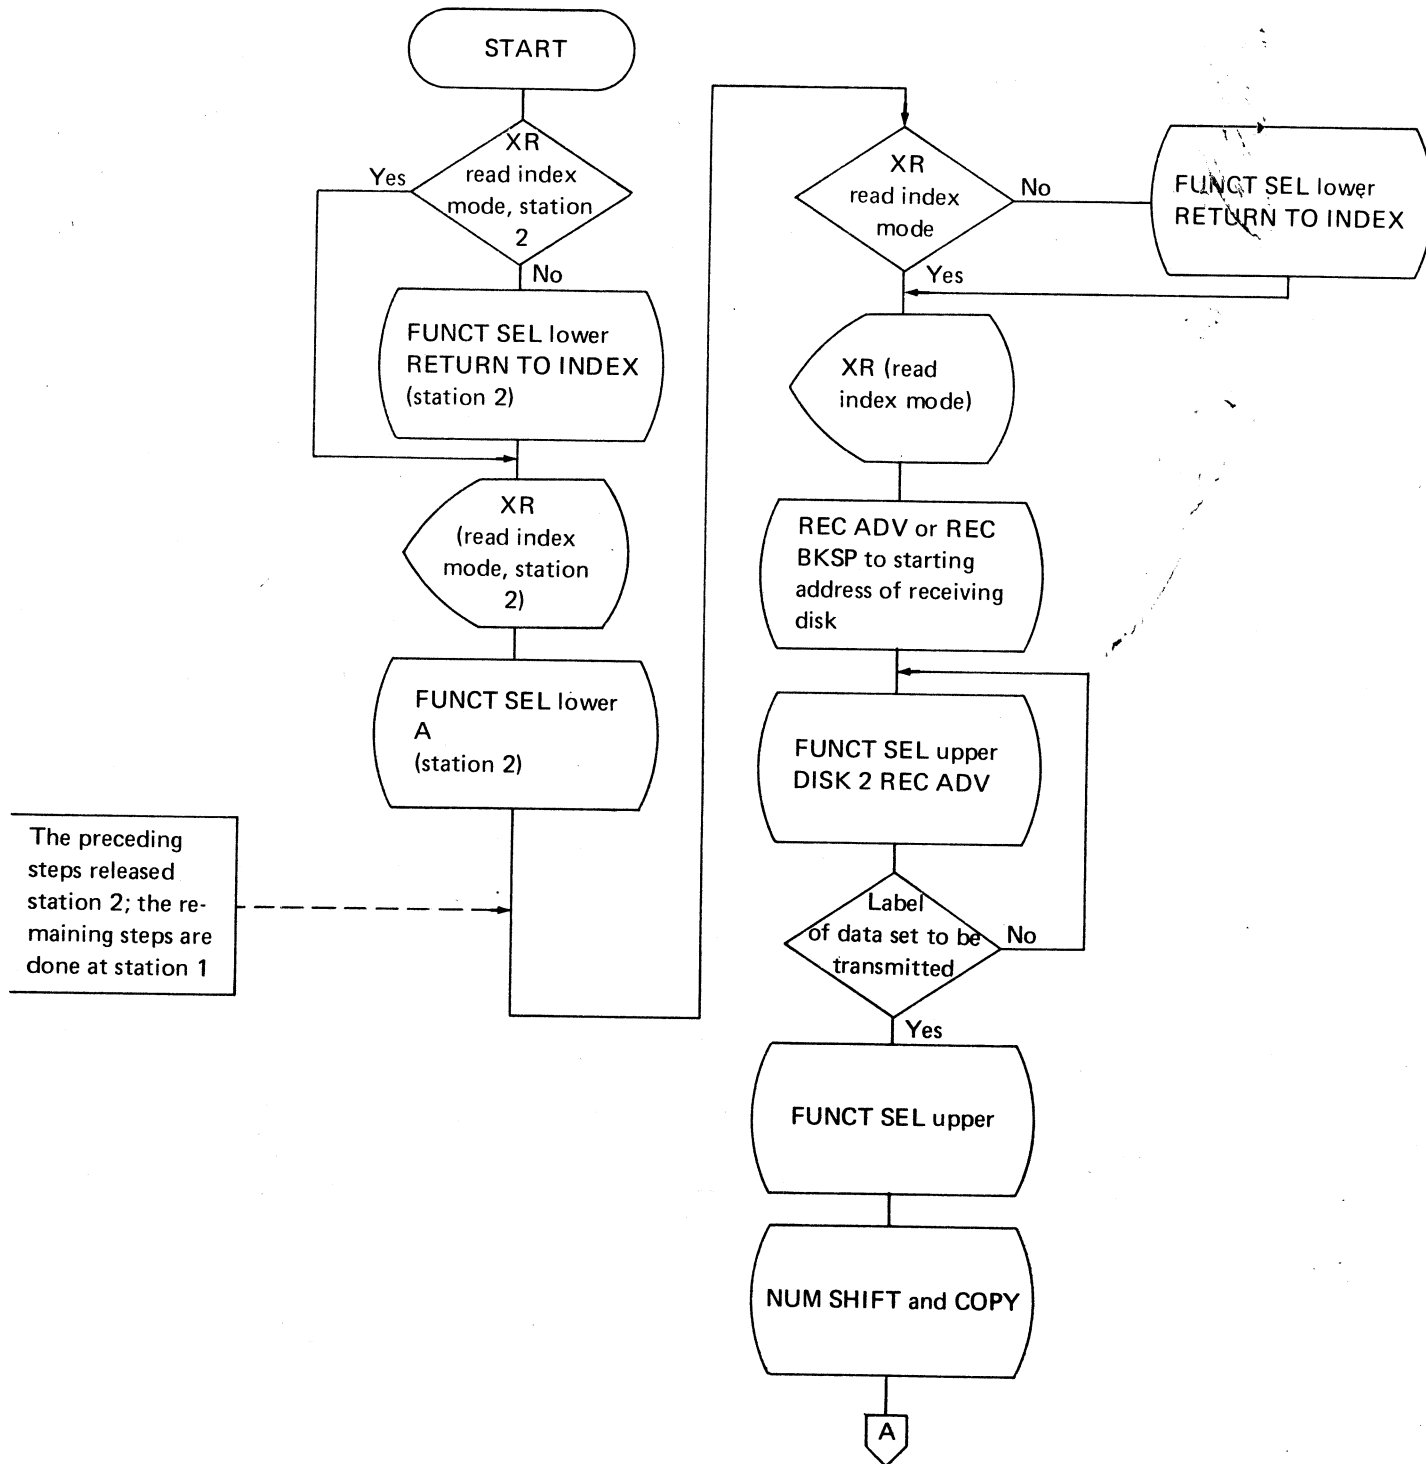 START
XR
read index
mode, station
2
Yes
No
FUNCT SEL lower
RETURN TO INDEX
(station 2)
XR
(read index
mode, station
2)
FUNCT SEL lower
A
(station 2)
The preceding
steps released
station 2; the re-
maining steps are
done at station 1
XR
read index
mode
No
FUNCT SEL lower
RETURN TO INDEX
Yes
XR (read
index mode)
REC ADV or REC
BKSP to starting
address of receiving
disk
FUNCT SEL upper
DISK 2 REC ADV
Label
of data set to be
transmitted
No
Yes
FUNCT SEL upper
NUM SHIFT and COPY
A